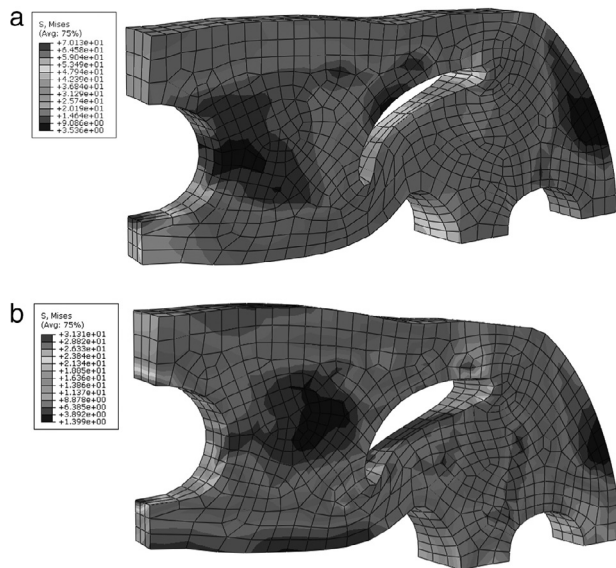 a
S, Mises
(Avg: 75%)
+7.013e+01
+6.458e+01
+5.904e+01
+5.349e+01
+4.794e+01
+4.239e+01
+3.684e+01
+3.129e+01
+2.574e+01
+2.019e+01
+1.464e+01
+9.086e+00
+3.536e+00
b
S, Mises
(Avg: 75%)
+3.131e+01
+2.882e+01
+2.633e+01
+2.384e+01
+2.134e+01
+1.885e+01
+1.636e+01
+1.386e+01
+1.137e+01
+8.878e+00
+6.385e+00
+3.892e+00
+1.399e+00